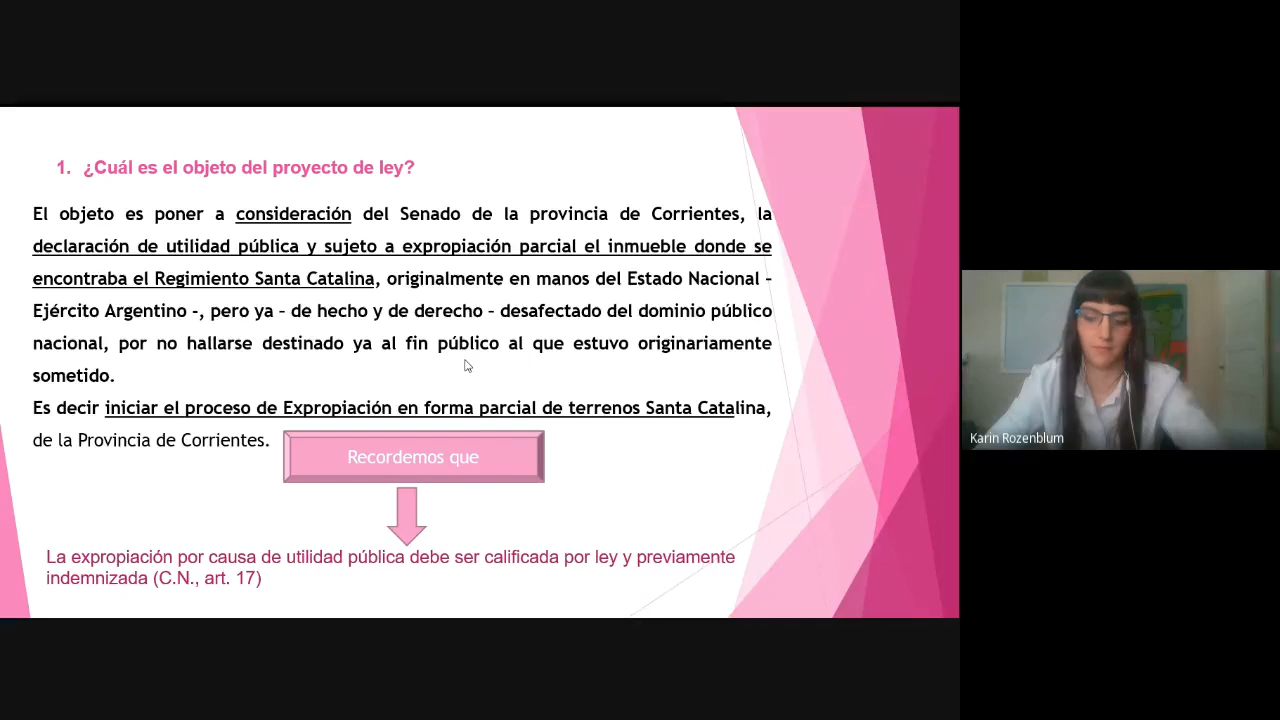 1. ¿Cuál es el objeto del proyecto de ley?
El objeto es poner a consideración del Senado de la provincia de Corrientes, la
declaración de utilidad pública y sujeto a expropiación parcial el inmueble donde se
encontraba el Regimiento Santa Catalina, originalmente en manos del Estado Nacional –
Ejército Argentino -, pero ya – de hecho y de derecho – desafectado del dominio público
nacional, por no hallarse destinado ya al fin público al que estuvo originariamente
sometido.
Es decir iniciar el proceso de Expropiación en forma parcial de terrenos Santa Catalina,
de la Provincia de Corrientes.
Recordemos que
La expropiación por causa de utilidad pública debe ser calificada por ley y previamente
indemnizada (C.N., art. 17)
Karin Rozenblum